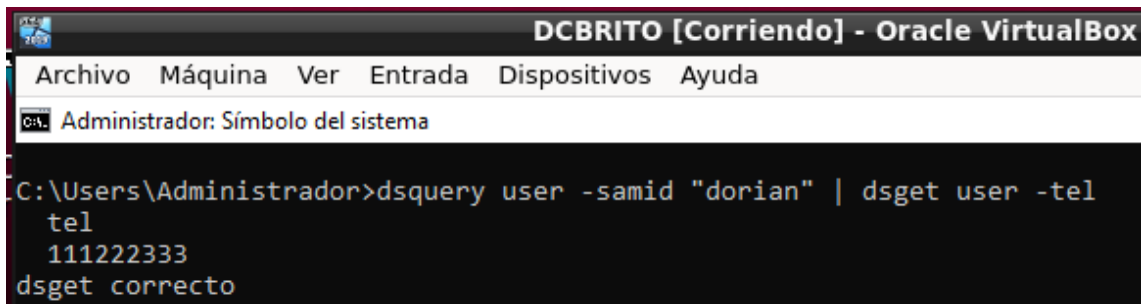 DCBRITO [Corriendo] - Oracle VirtualBox
Archivo Máquina Ver Entrada Dispositivos Ayuda
Administrador: Símbolo del sistema
C:\Users\Administrador>dsquery user -samid "dorian" | dsget user -tel
tel
111222333
dsget correcto